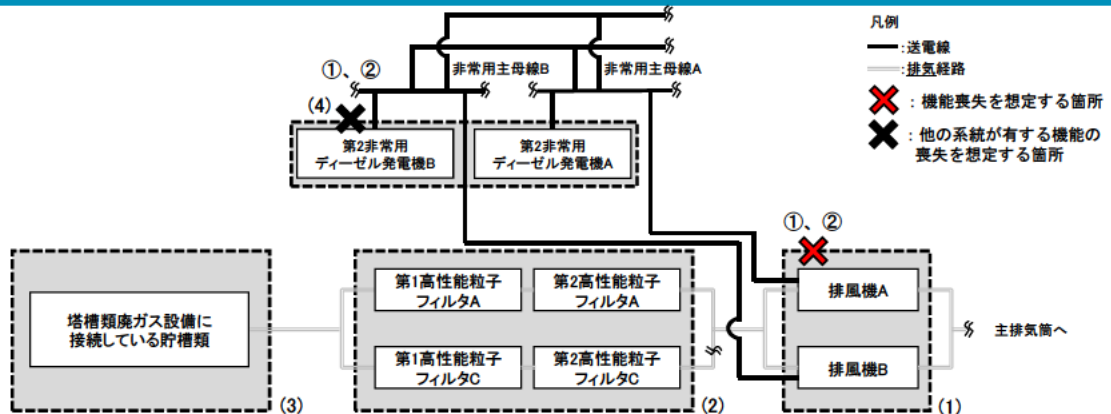 凡例
:送電線
:排気経路
:機能喪失を想定する箇所
:他の系統が有する機能の
喪失を想定する箇所
①、②
非常用主母線B
非常用主母線A
(4)
第2非常用
ディーゼル発電機B
第2非常用
ディーゼル発電機A
①、②
塔槽類廃ガス設備に
接続している貯槽類
(3)
第1高性能粒子
フィルタA
第2高性能粒子
フィルタA
第1高性能粒子
フィルタC
第2高性能粒子
フィルタC
(2)
排風機A
排風機B
(1)
主排気筒へ